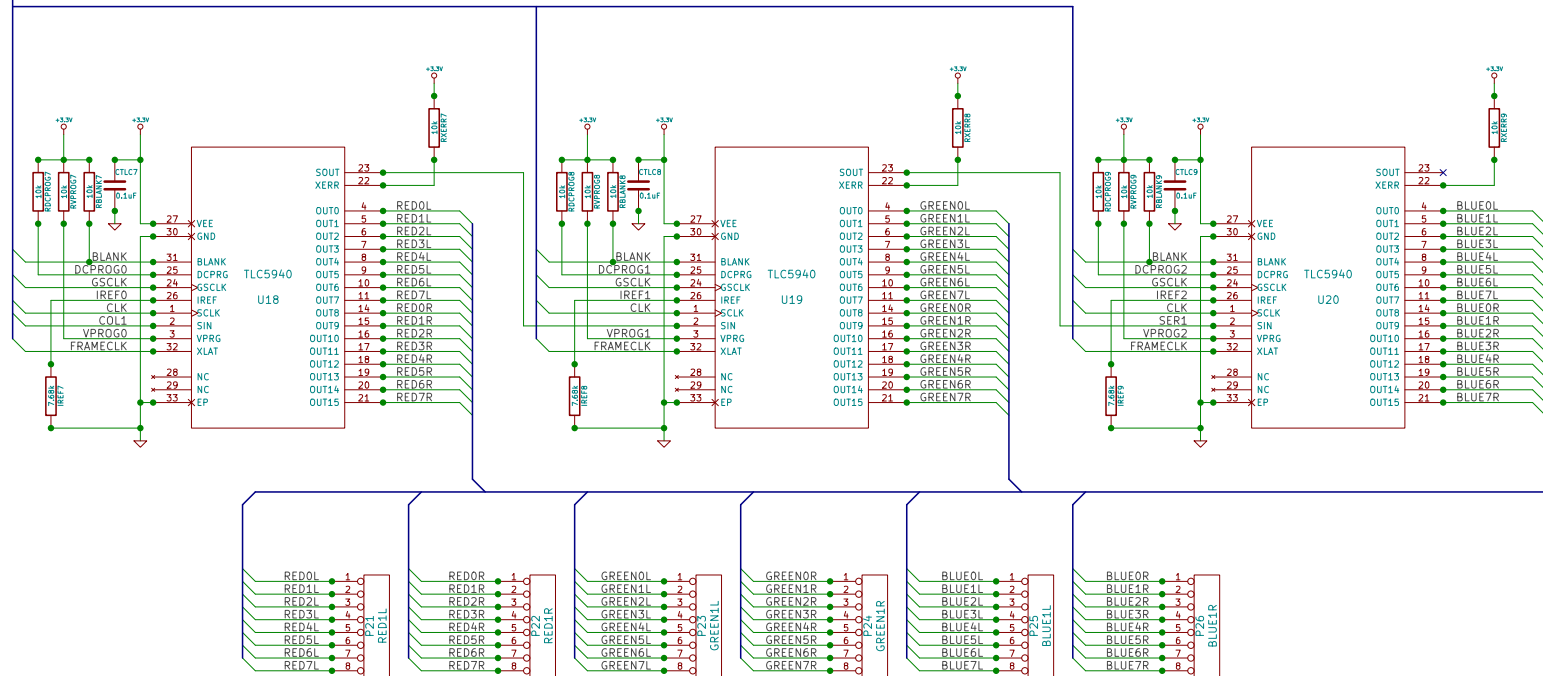 +3.3V
+3.3V
+3.3V
10k
RXERR7
10k
RXERR8
10k
RXERR9
+3.3V
+3.3V
+3.3V
+3.3V
+3.3V
+3.3V
10k
RDCPROG7
10k
RVPROG7
10k
RBLANK7
CTLC7
0.1uF
27 VEE
30 GND
BLANK 31 BLANK
DCPROG0 25 DCPRG
GSCLK 24 GSCLK
IREF0 26 IREF
CLK 1 SCLK
COL1 2 SIN
VPROG0 3 VPRG
FRAMECLK 32 XLAT
28 NC
29 NC
33 EP
7.68k
IREF7
TLC5940
U18
SOUT 23
XERR 22
OUT0 4 RED0L
OUT1 5 RED1L
OUT2 6 RED2L
OUT3 7 RED3L
OUT4 8 RED4L
OUT5 9 RED5L
OUT6 10 RED6L
OUT7 11 RED7L
OUT8 14 RED0R
OUT9 15 RED1R
OUT10 16 RED2R
OUT11 17 RED3R
OUT12 18 RED4R
OUT13 19 RED5R
OUT14 20 RED6R
OUT15 21 RED7R
10k
RDCPROG8
10k
RVPROG8
10k
RBLANK8
CTLC8
0.1uF
27 VEE
30 GND
BLANK 31 BLANK
DCPROG1 25 DCPRG
GSCLK 24 GSCLK
IREF1 26 IREF
CLK 1 SCLK
2 SIN
VPROG1 3 VPRG
FRAMECLK 32 XLAT
28 NC
29 NC
33 EP
7.68k
IREF8
TLC5940
U19
SOUT 23
XERR 22
OUT0 4 GREEN0L
OUT1 5 GREEN1L
OUT2 6 GREEN2L
OUT3 7 GREEN3L
OUT4 8 GREEN4L
OUT5 9 GREEN5L
OUT6 10 GREEN6L
OUT7 11 GREEN7L
OUT8 14 GREEN0R
OUT9 15 GREEN1R
OUT10 16 GREEN2R
OUT11 17 GREEN3R
OUT12 18 GREEN4R
OUT13 19 GREEN5R
OUT14 20 GREEN6R
OUT15 21 GREEN7R
10k
RDCPROG9
10k
RVPROG9
10k
RBLANK9
CTLC9
0.1uF
27 VEE
30 GND
BLANK 31 BLANK
DCPROG2 25 DCPRG
GSCLK 24 GSCLK
IREF2 26 IREF
CLK 1 SCLK
SER1 2 SIN
VPROG2 3 VPRG
FRAMECLK 32 XLAT
28 NC
29 NC
33 EP
7.68k
IREF9
TLC5940
U20
SOUT 23
XERR 22
OUT0 4 BLUE0L
OUT1 5 BLUE1L
OUT2 6 BLUE2L
OUT3 7 BLUE3L
OUT4 8 BLUE4L
OUT5 9 BLUE5L
OUT6 10 BLUE6L
OUT7 11 BLUE7L
OUT8 14 BLUE0R
OUT9 15 BLUE1R
OUT10 16 BLUE2R
OUT11 17 BLUE3R
OUT12 18 BLUE4R
OUT13 19 BLUE5R
OUT14 20 BLUE6R
OUT15 21 BLUE7R
RED0L 1
RED1L 2
RED2L 3
RED3L 4
RED4L 5
RED5L 6
RED6L 7
RED7L 8
P21
RED1L
RED0R 1
RED1R 2
RED2R 3
RED3R 4
RED4R 5
RED5R 6
RED6R 7
RED7R 8
P22
RED1R
GREEN0L 1
GREEN1L 2
GREEN2L 3
GREEN3L 4
GREEN4L 5
GREEN5L 6
GREEN6L 7
GREEN7L 8
P23
GREEN1L
GREEN0R 1
GREEN1R 2
GREEN2R 3
GREEN3R 4
GREEN4R 5
GREEN5R 6
GREEN6R 7
GREEN7R 8
P24
GREEN1R
BLUE0L 1
BLUE1L 2
BLUE2L 3
BLUE3L 4
BLUE4L 5
BLUE5L 6
BLUE6L 7
BLUE7L 8
P25
BLUE1L
BLUE0R 1
BLUE1R 2
BLUE2R 3
BLUE3R 4
BLUE4R 5
BLUE5R 6
BLUE6R 7
BLUE7R 8
P26
BLUE1R